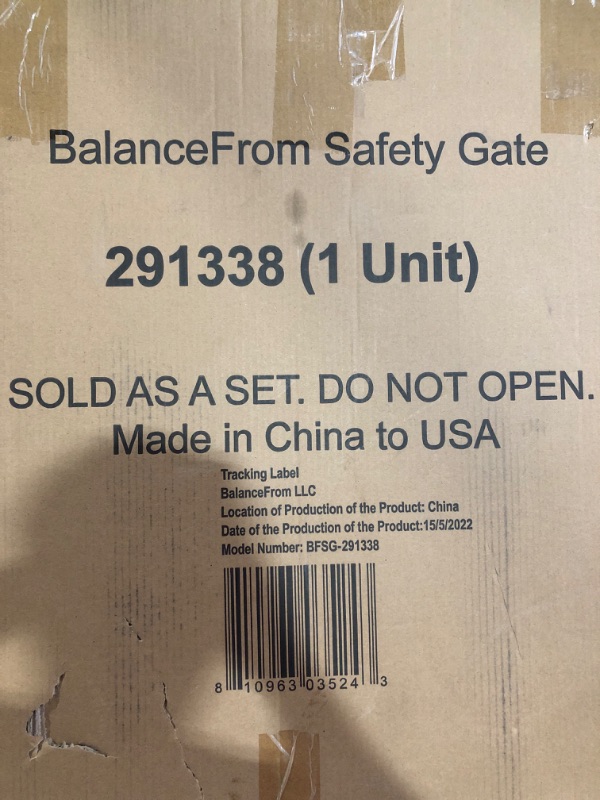 BalanceFrom Safety Gate
291338 (1 Unit)
SOLD AS A SET. DO NOT OPEN.
Made in China to USA
Tracking Label
BalanceFrom LLC
Location of Production of the Product: China
Date of the Production of the Product:15/5/2022
Model Number: BFSG-291338
8 10963 03524 3